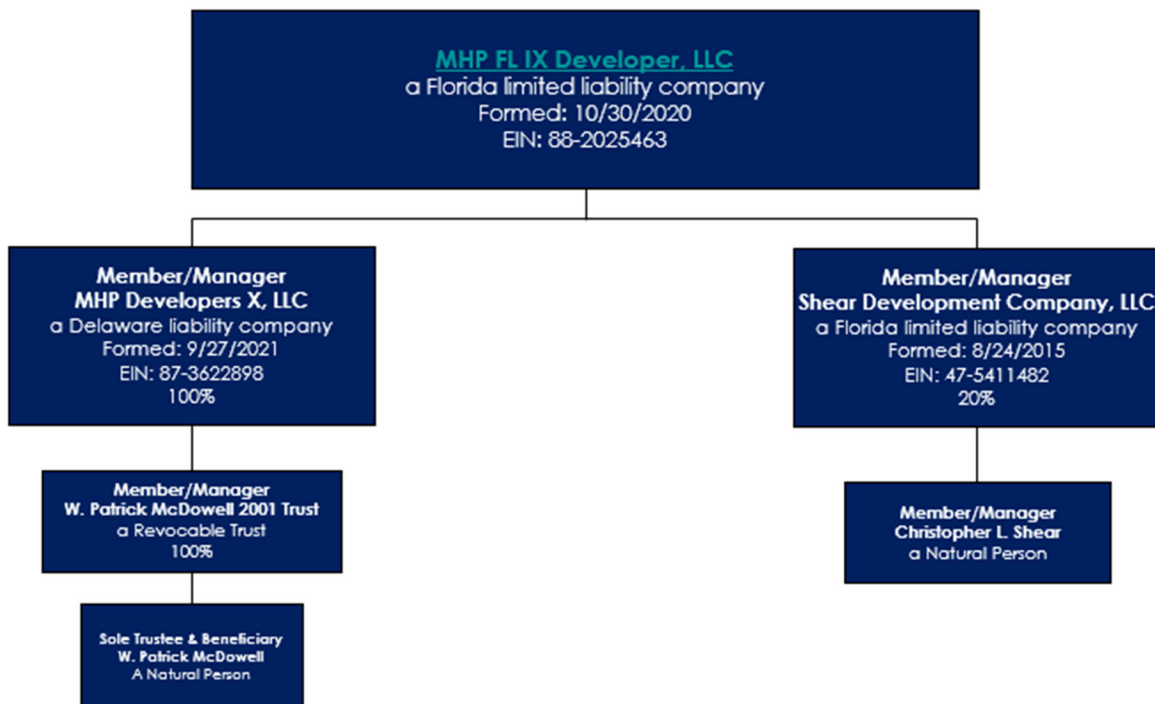 MHP FL IX Developer, LLC
a Florida limited liability company
Formed: 10/30/2020
EIN: 88-2025463
Member/Manager
MHP Developers X, LLC
a Delaware liability company
Formed: 9/27/2021
EIN: 87-3622898
100%
Member/Manager
Shear Development Company, LLC
a Florida limited liability company
Formed: 8/24/2015
EIN: 47-5411482
20%
Member/Manager
W. Patrick McDowell 2001 Trust
a Revocable Trust
100%
Member/Manager
Christopher L. Shear
a Natural Person
Sole Trustee & Beneficiary
W. Patrick McDowell
A Natural Person